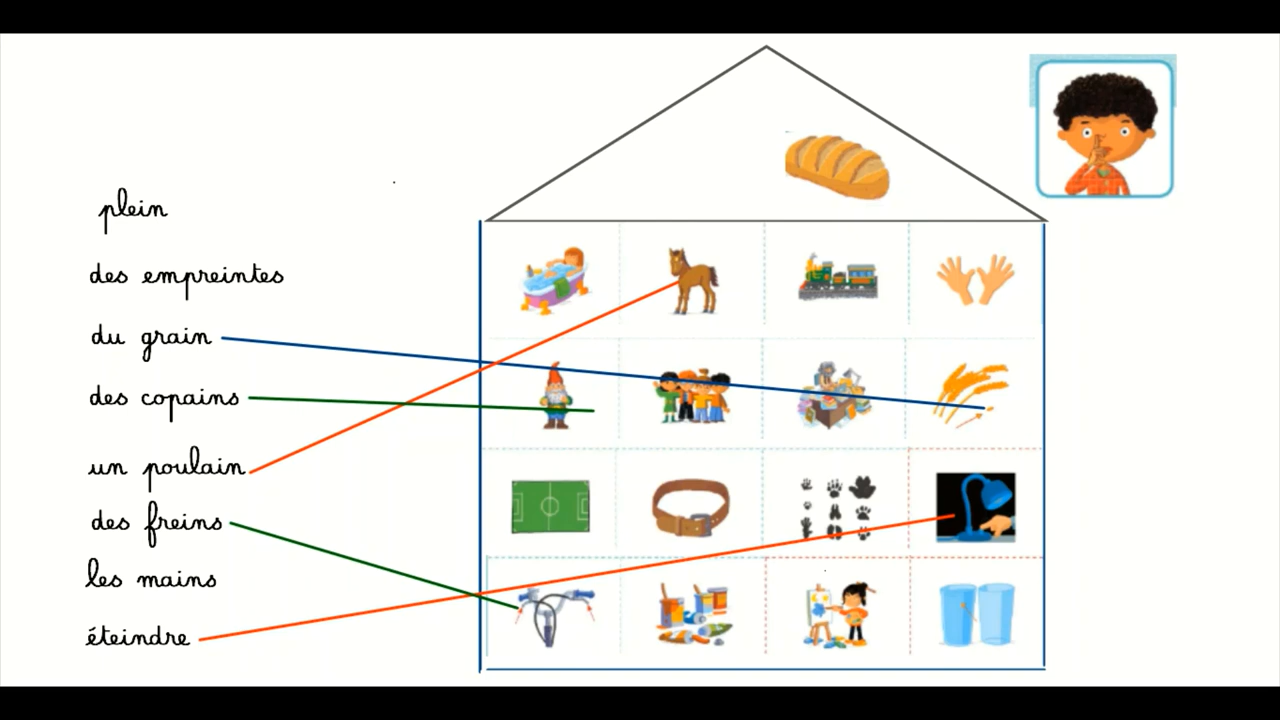 plein
des empreintes
du grain
des copains
un poulain
des freins
les mains
éteindre